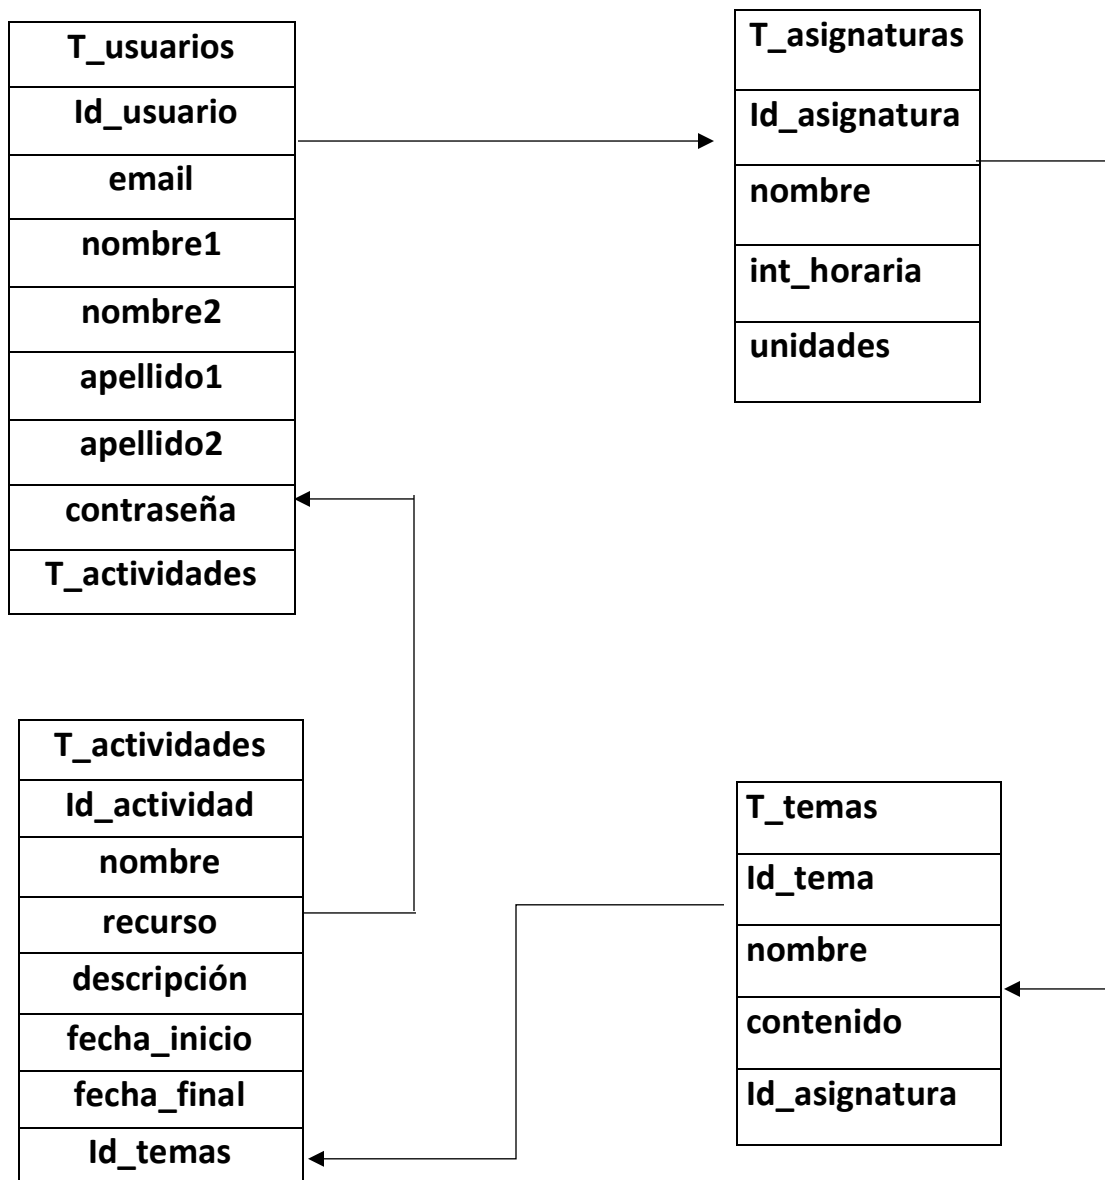 T_usuarios
Id_usuario
email
nombre1
nombre2
apellido1
apellido2
contraseña
T_actividades
T_asignaturas
Id_asignatura
nombre
int_horaria
unidades
T_actividades
Id_actividad
nombre
recurso
descripción
fecha_inicio
fecha_final
Id_temas
T_temas
Id_tema
nombre
contenido
Id_asignatura